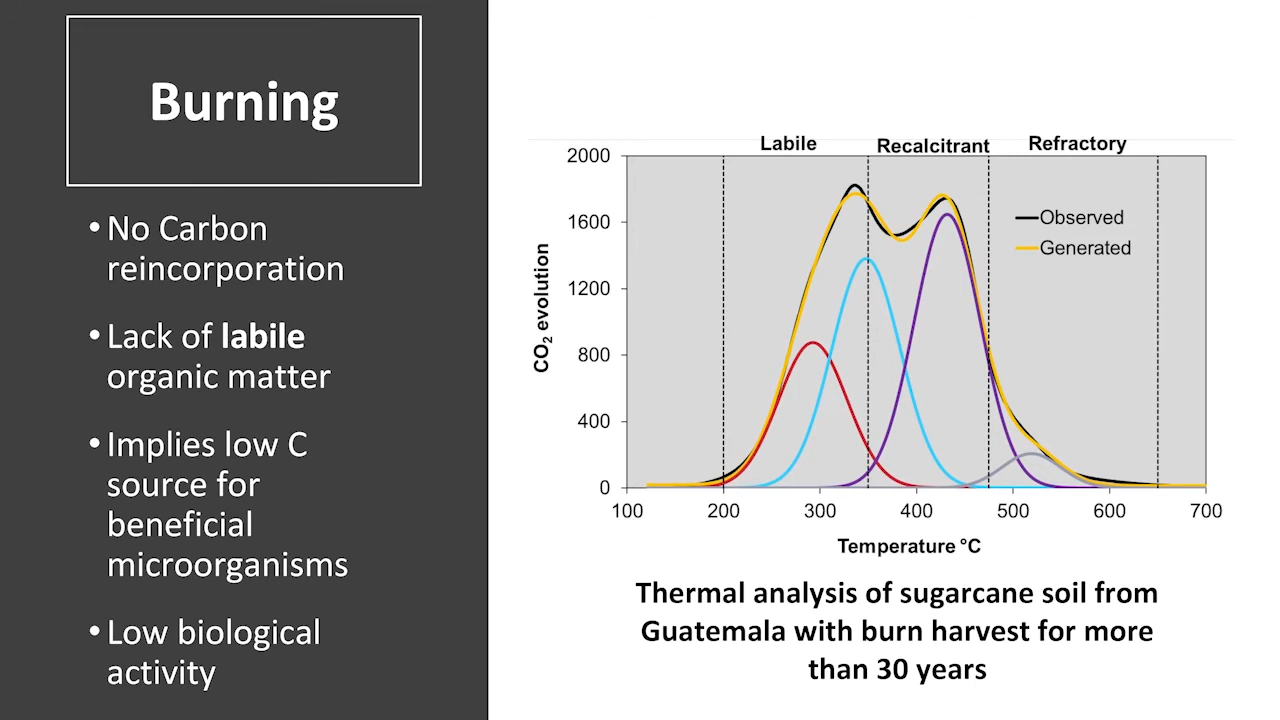 Burning
• No Carbon
reincorporation
• Lack of labile
organic matter
• Implies low C
source for
beneficial
microorganisms
• Low biological
activity
Labile Recalcitrant Refractory
2000
1600
1200
800
400
0
CO2 evolution
Observed
Generated
100 200 300 400 500 600 700
Temperature °C
Thermal analysis of sugarcane soil from
Guatemala with burn harvest for more
than 30 years